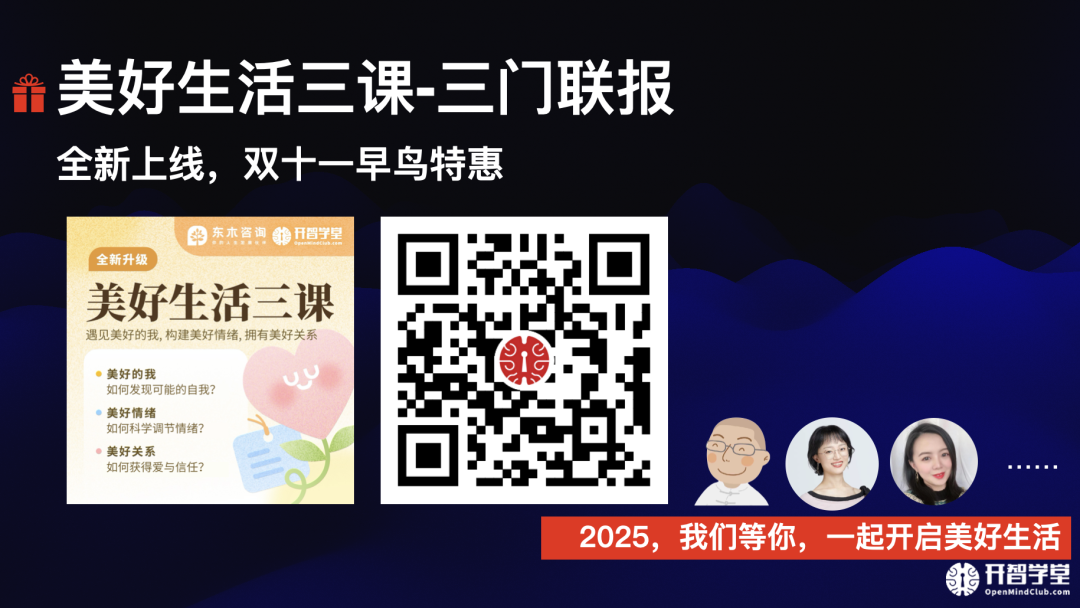 美好生活三课-三门联报
全新上线，双十一早鸟特惠
东木咨询
开智学堂
OpenMindClub.com
全新升级
美好生活三课
遇见美好的我, 构建美好情绪, 拥有美好关系
美好的我
如何发现可能的自我?
美好情绪
如何科学调节情绪?
美好关系
如何获得爱与信任?
......
2025，我们等你，一起开启美好生活
开智学堂
OpenMindClub.com